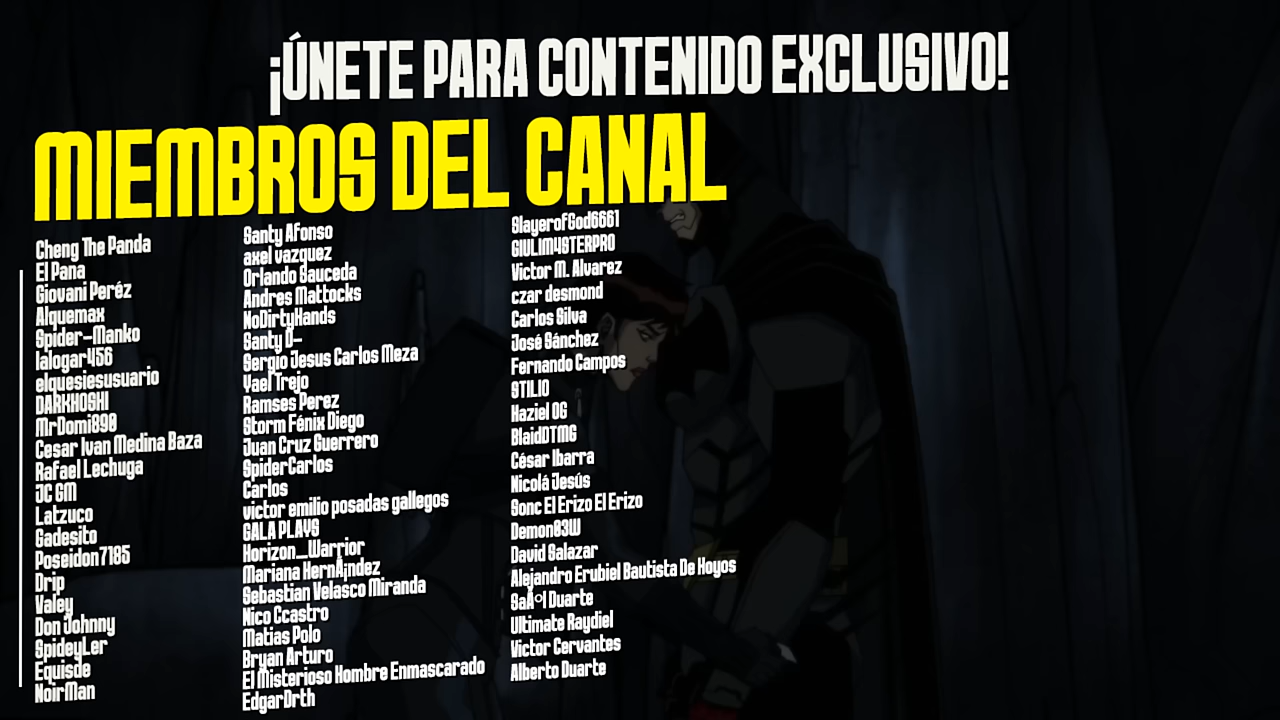 ¡ÚNETE PARA CONTENIDO EXCLUSIVO!
MIEMBROS DEL CANAL
Cheng The Panda
El Pana
Giovani Peréz
Alquemax
Spider-Manko
lalogar456
elquesiesusuario
DARKHOSHI
MrDomi890
Cesar Ivan Medina Baza
Rafael Lechuga
JC GM
Latzuco
Sadesito
Poseidon7185
Drip
Valey
Don Johnny
SpideyLer
Equisde
NoirMan
Santy Afonso
axel vazquez
Orlando Sauceda
Andres Mattocks
NoDirtyHands
Santy D-
Sergio Jesus Carlos Meza
Yael Trejo
Ramses Perez
Storm Fénix Diego
Juan Cruz Guerrero
SpiderCarlos
Carlos
victor emilio posadas gallegos
GALA PLAYS
Horizon_Warrior
Mariana HernÃ¡ndez
Sebastian Velasco Miranda
Nico Ccastro
Matias Polo
Bryan Arturo
El Misterioso Hombre Enmascarado
EdgarDrth
SlayerofGod6661
GIULIM4STERPRO
Victor M. Alvarez
czar desmond
Carlos Silva
José Sánchez
Fernando Campos
STILIO
Haziel OG
BlaidDTMG
César Ibarra
Nicolá Jesús
Sonc El Erizo El Erizo
Demon03W
David Salazar
Alejandro Erubiel Bautista De Hoyos
SaÃºl Duarte
Ultimate Raydiel
Victor Cervantes
Alberto Duarte